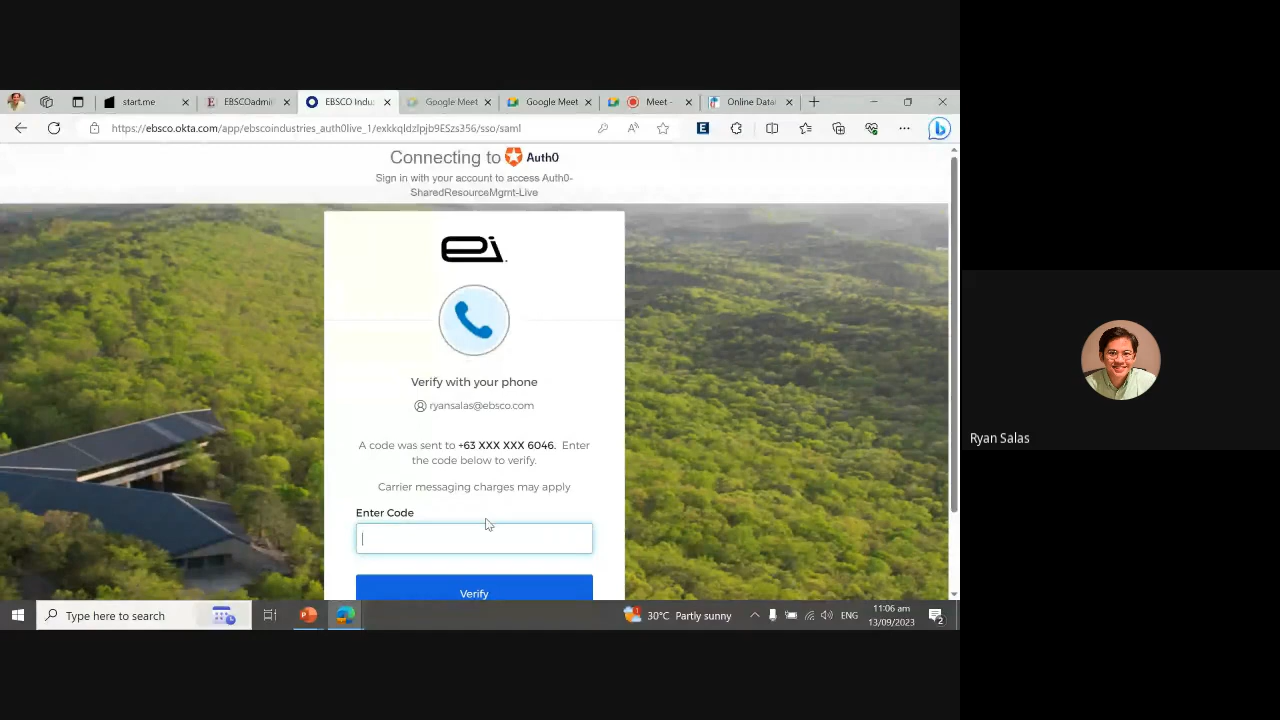 start.me
EBSCOadmi
EBSCO Indu
Google Meet
Google Meet
Meet -
Online Data
https://ebsco.okta.com/app/ebscoindustries_auth0live_1/exkkqldzlpjb9ESzs356/sso/saml
Connecting to Auth0
Sign in with your account to access Auth0-
SharedResourceMgmt-Live
ei.
Verify with your phone
ryansalas@ebsco.com
A code was sent to +63 XXX XXX 6046. Enter
the code below to verify.
Carrier messaging charges may apply
Enter Code
Verify
Ryan Salas
Type here to search
30°C Partly sunny
ENG
11:06 am
13/09/2023
2